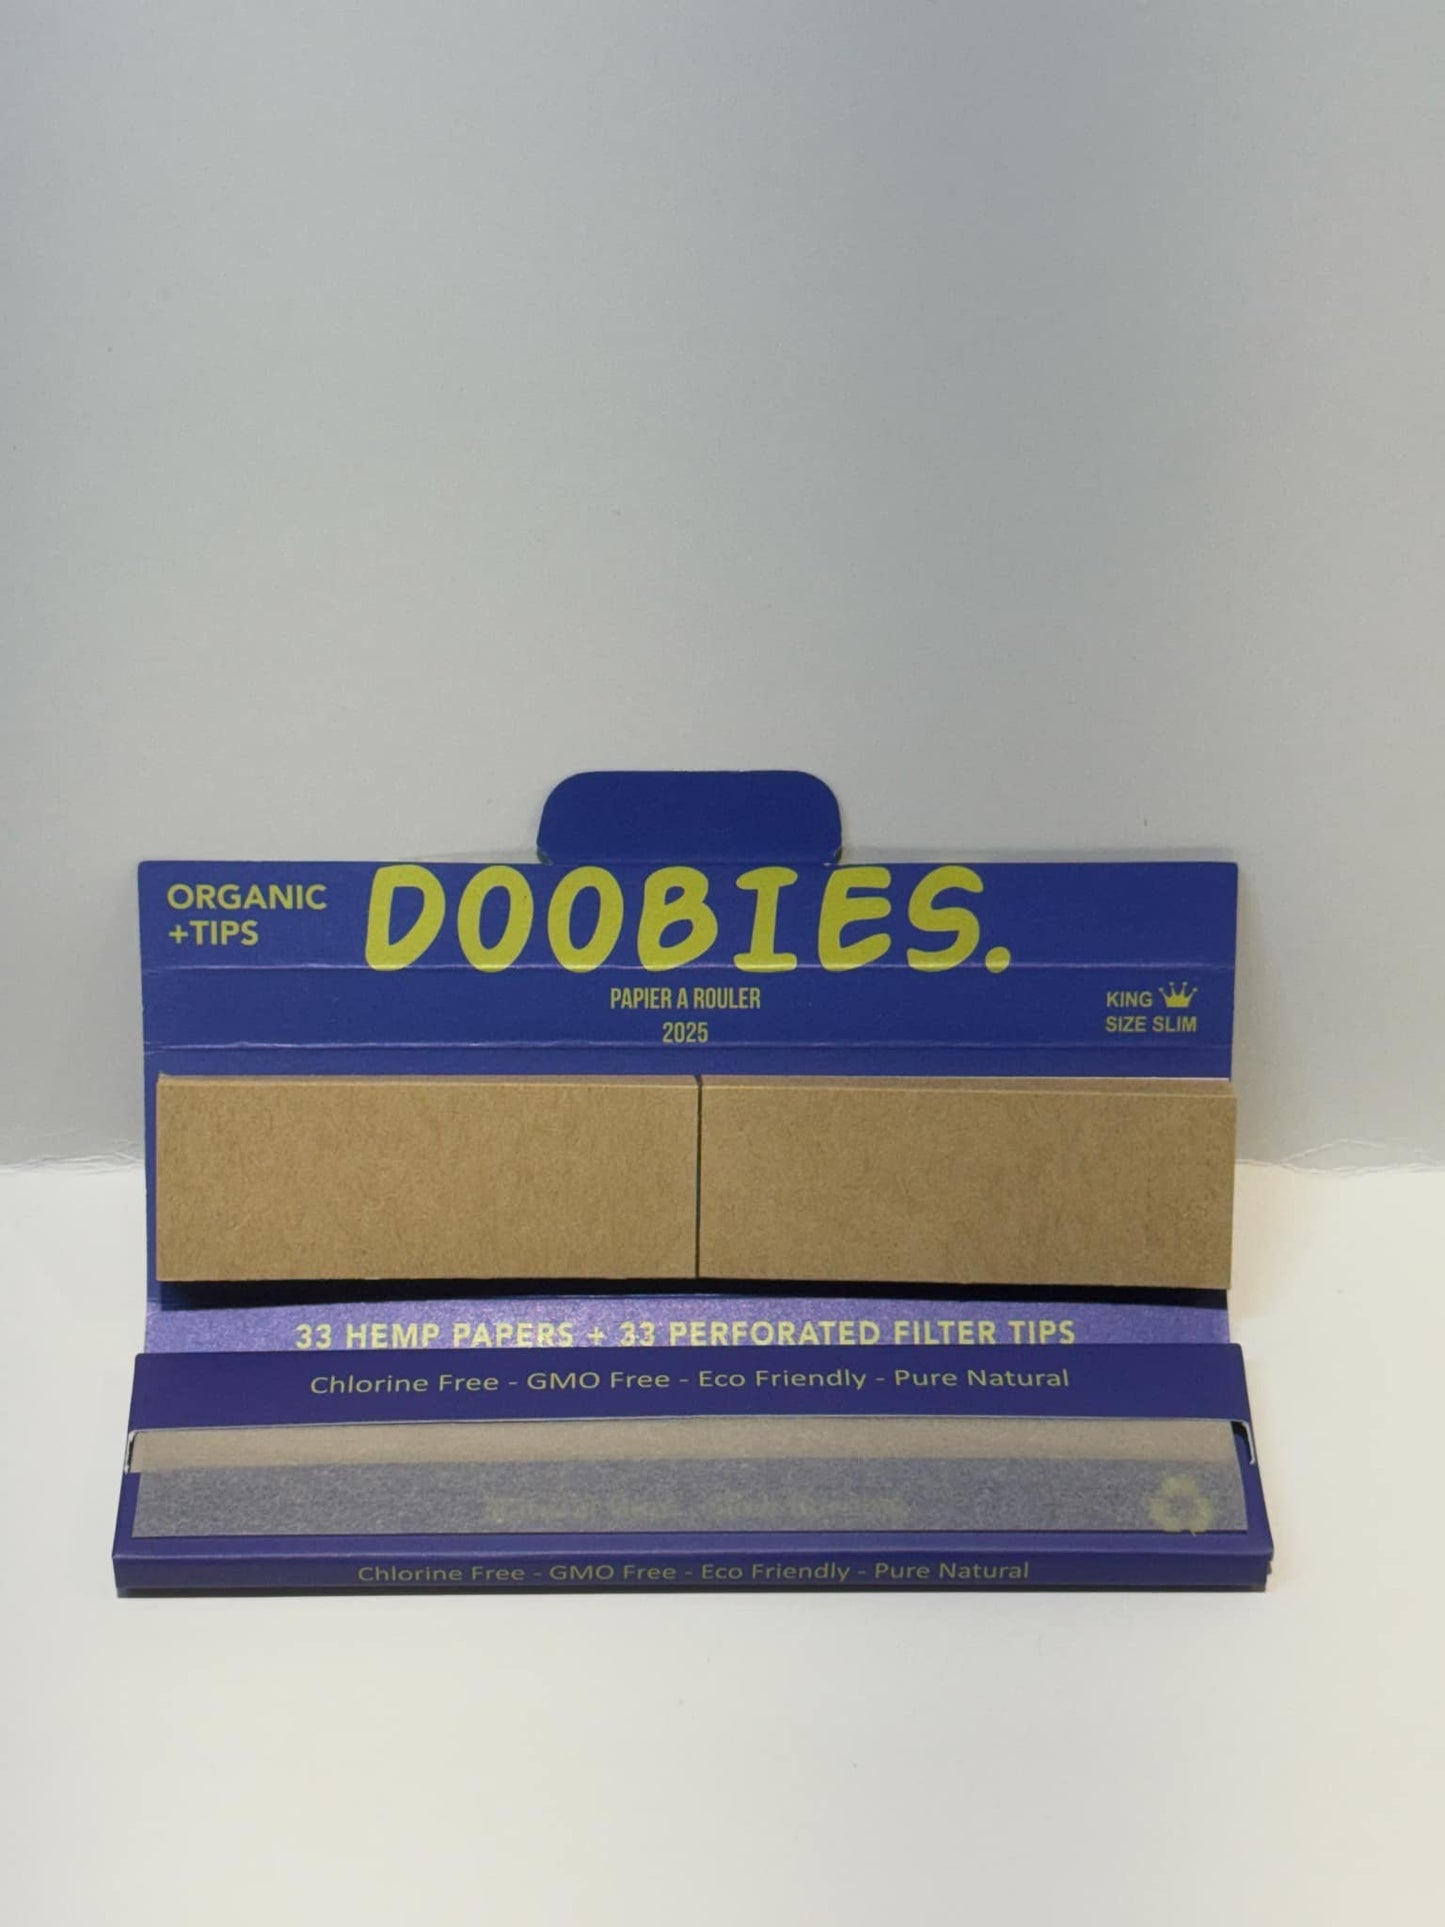 ORGANIC
+TIPS
DOOBIES.
PAPIER A ROULER
2025
KING
SIZE SLIM
33 HEMP PAPERS + 33 PERFORATED FILTER TIPS
Chlorine Free - GMO Free - Eco Friendly - Pure Natural
Chlorine Free - GMO Free - Eco Friendly - Pure Natural